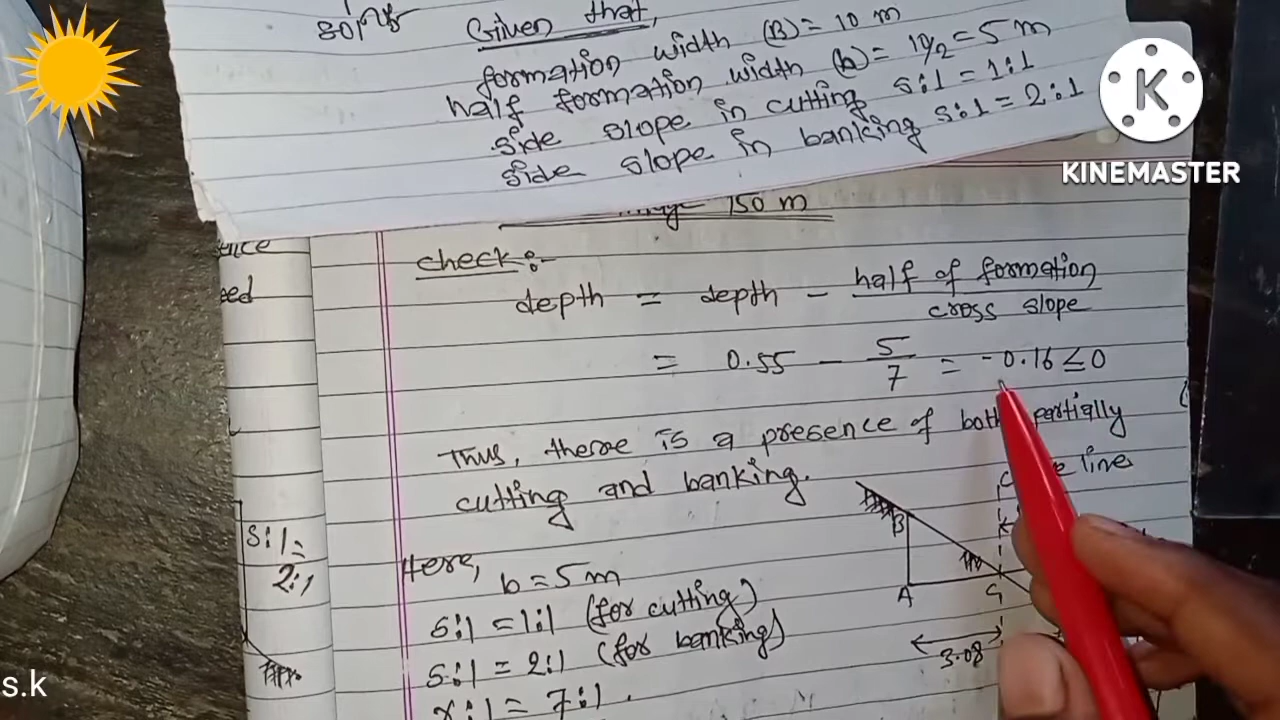 Given that,
formation width (B) = 10 m
half formation width (b) = 10/2 = 5 m
side slope in cutting s:1 = 1:1
side slope in banking s:1 = 2:1
K
KINEMASTER
150 m
check:-
depth = depth - half of formation / cross slope
= 0.55 - 5/7 = -0.16 ≤ 0
Thus, there is a presence of both partially
cutting and banking.
line
s:1 =
2:1
B
A
G
3.08
Here,
b = 5 m
s:1 = 1:1 (for cutting)
s:1 = 2:1 (for banking)
r:1 = 7:1.
s.k